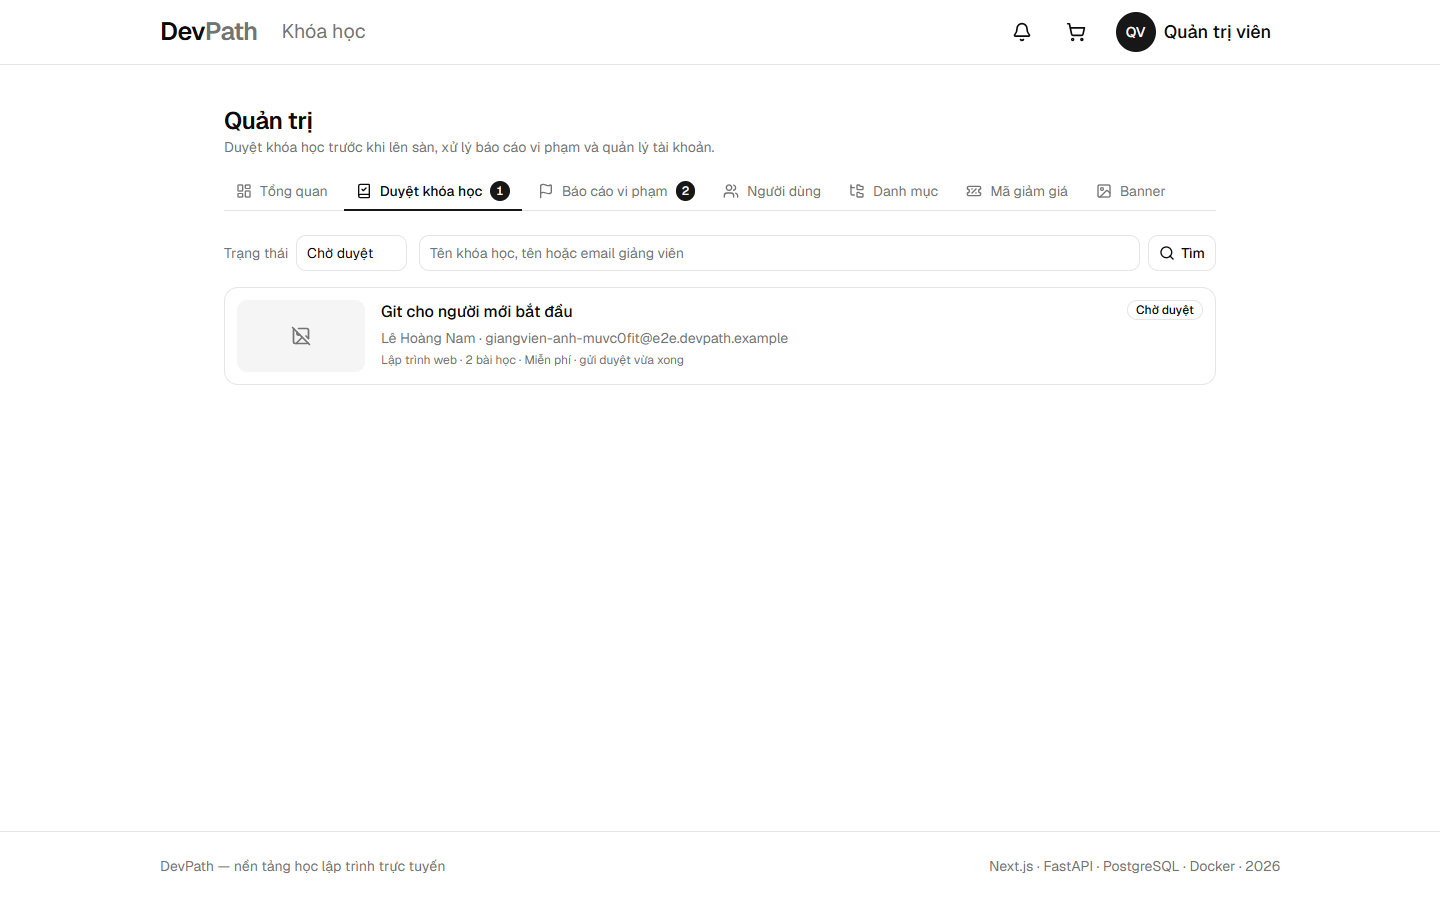 DevPath Khóa học QV Quản trị viên
Quản trị
Duyệt khóa học trước khi lên sàn, xử lý báo cáo vi phạm và quản lý tài khoản.
Tổng quan Duyệt khóa học 1 Báo cáo vi phạm 2 Người dùng Danh mục Mã giảm giá Banner
Trạng thái Chờ duyệt Tên khóa học, tên hoặc email giảng viên Tìm
Git cho người mới bắt đầu Chờ duyệt
Lê Hoàng Nam · giangvien-anh-muvc0fit@e2e.devpath.example
Lập trình web · 2 bài học · Miễn phí · gửi duyệt vừa xong
DevPath — nền tảng học lập trình trực tuyến Next.js · FastAPI · PostgreSQL · Docker · 2026